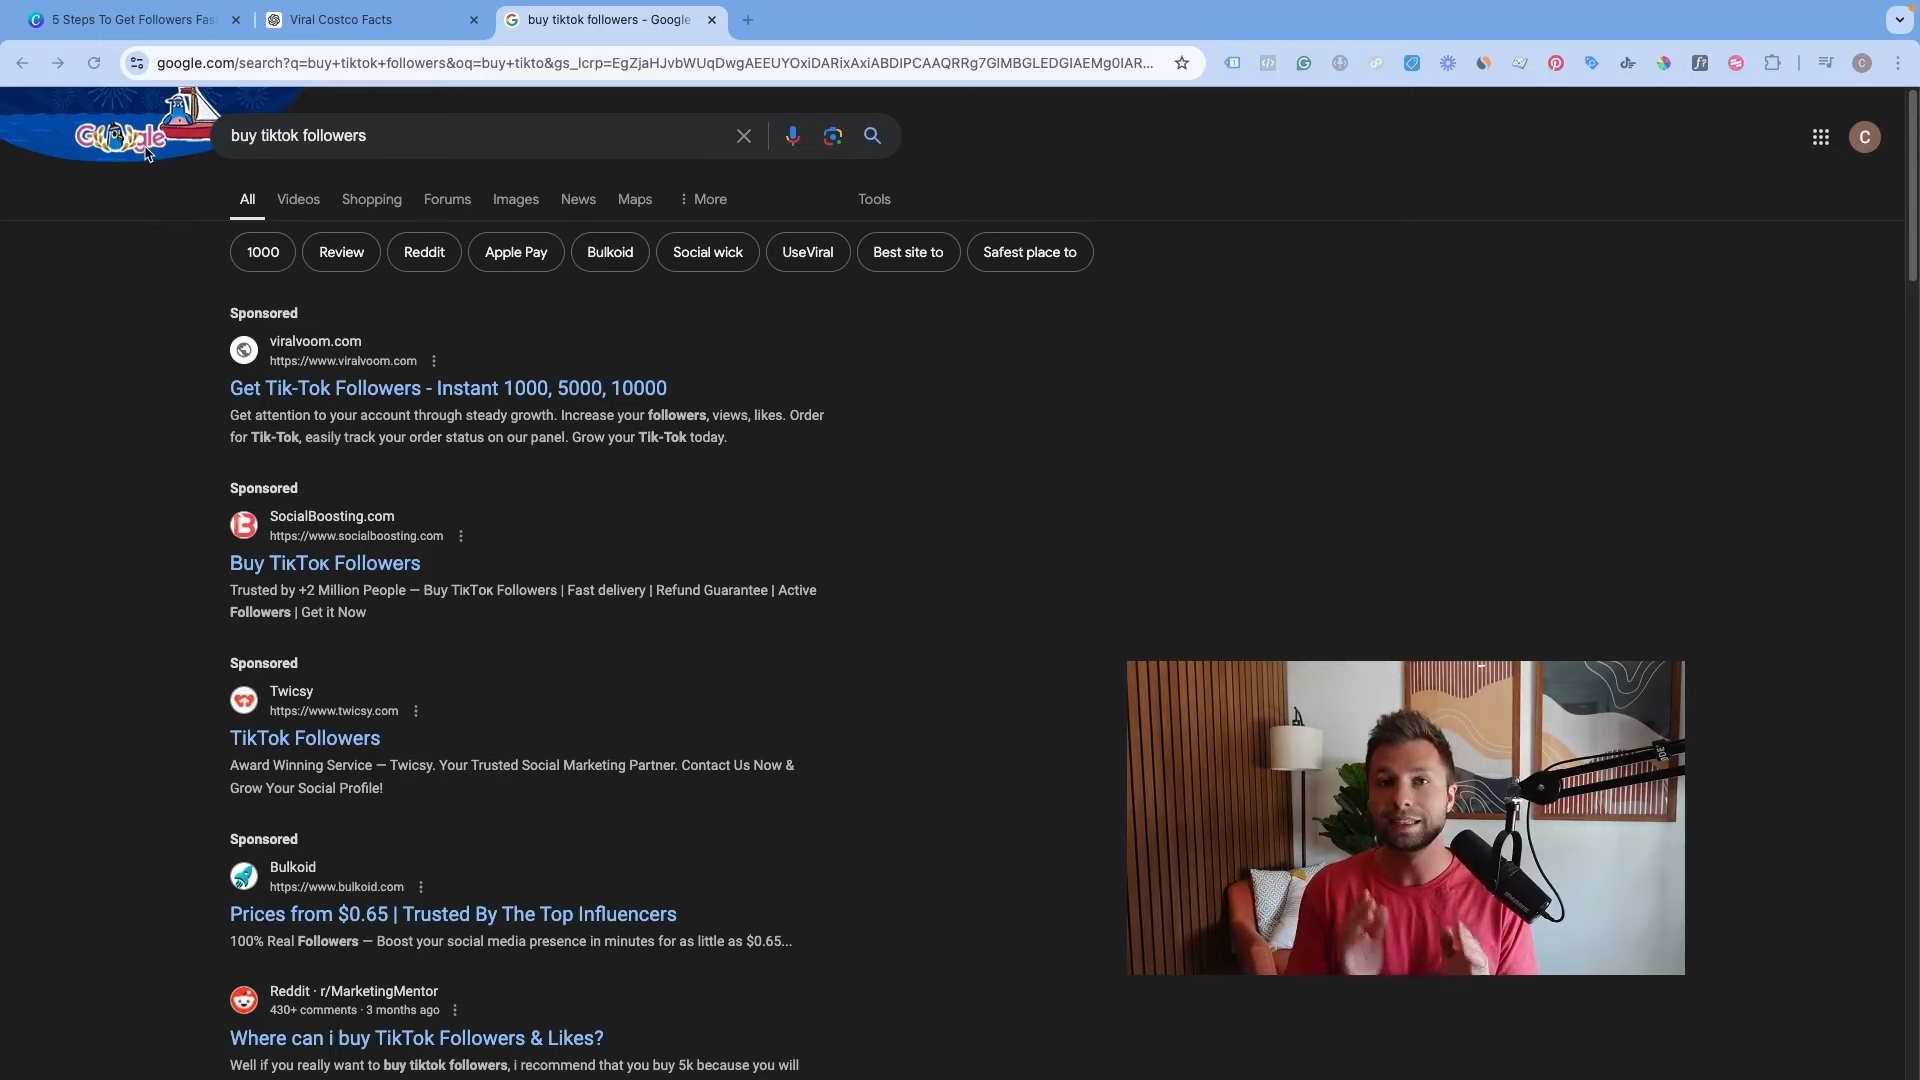 5 Steps To Get Followers Fas
Viral Costco Facts
buy tiktok followers - Google
google.com/search?q=buy+tiktok+followers&oq=buy+tikto&gs_lcrp=EgZjaHJvbWUqDwgAEEUYOxiDARixAxiABDIPCAAQRRg7GIMBGLEDGIAEMg0IAR...
Google
buy tiktok followers
C
All
Videos
Shopping
Forums
Images
News
Maps
More
Tools
1000
Review
Reddit
Apple Pay
Bulkoid
Social wick
UseViral
Best site to
Safest place to
Sponsored
viralvoom.com
https://www.viralvoom.com
Get Tik-Tok Followers - Instant 1000, 5000, 10000
Get attention to your account through steady growth. Increase your followers, views, likes. Order
for Tik-Tok, easily track your order status on our panel. Grow your Tik-Tok today.
Sponsored
SocialBoosting.com
https://www.socialboosting.com
Buy TiкToк Followers
Trusted by +2 Million People — Buy TiкToк Followers | Fast delivery | Refund Guarantee | Active
Followers | Get it Now
Sponsored
Twicsy
https://www.twicsy.com
TikTok Followers
Award Winning Service — Twicsy. Your Trusted Social Marketing Partner. Contact Us Now &
Grow Your Social Profile!
Sponsored
Bulkoid
https://www.bulkoid.com
Prices from $0.65 | Trusted By The Top Influencers
100% Real Followers — Boost your social media presence in minutes for as little as $0.65...
Reddit · r/MarketingMentor
430+ comments · 3 months ago
Where can i buy TikTok Followers & Likes?
Well if you really want to buy tiktok followers, i recommend that you buy 5k because you will